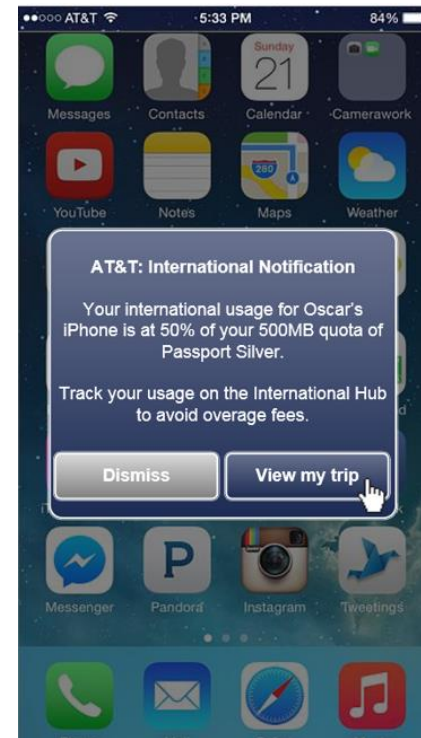 AT&T 5:33 PM 84%
Sunday
21
Messages Contacts Calendar Camerawork
280
YouTube Notes Maps Weather
AT&T: International Notification
Your international usage for Oscar's
iPhone is at 50% of your 500MB quota of
Passport Silver.
Track your usage on the International Hub
to avoid overage fees.
Dismiss View my trip
Messenger Pandora Instagram Tweetings